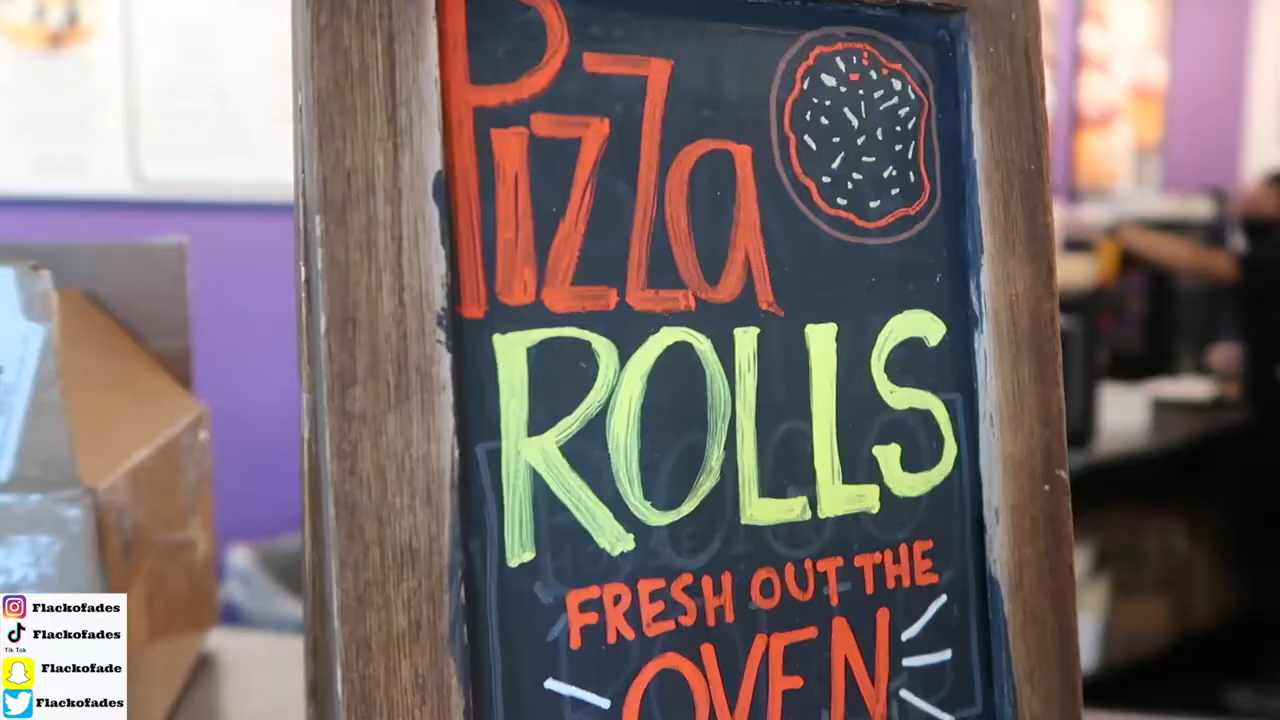 Pizza
ROLLS
FRESH OUT THE
OVEN
Flackofades
Flackofades
Tik Tok
Flackofade
Flackofades